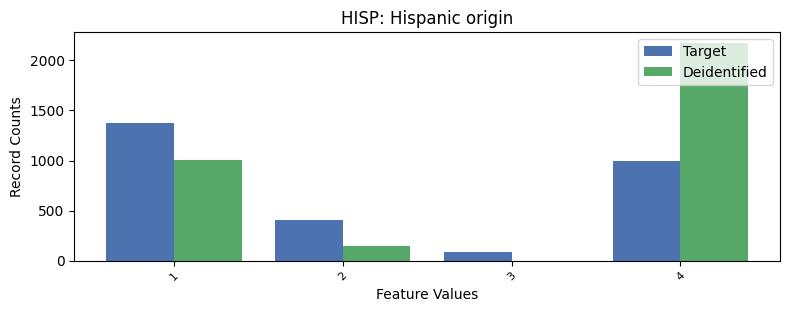 HISP: Hispanic origin
Target
Deidentified
Record Counts
2000
1500
1000
500
0
1
2
3
4
Feature Values